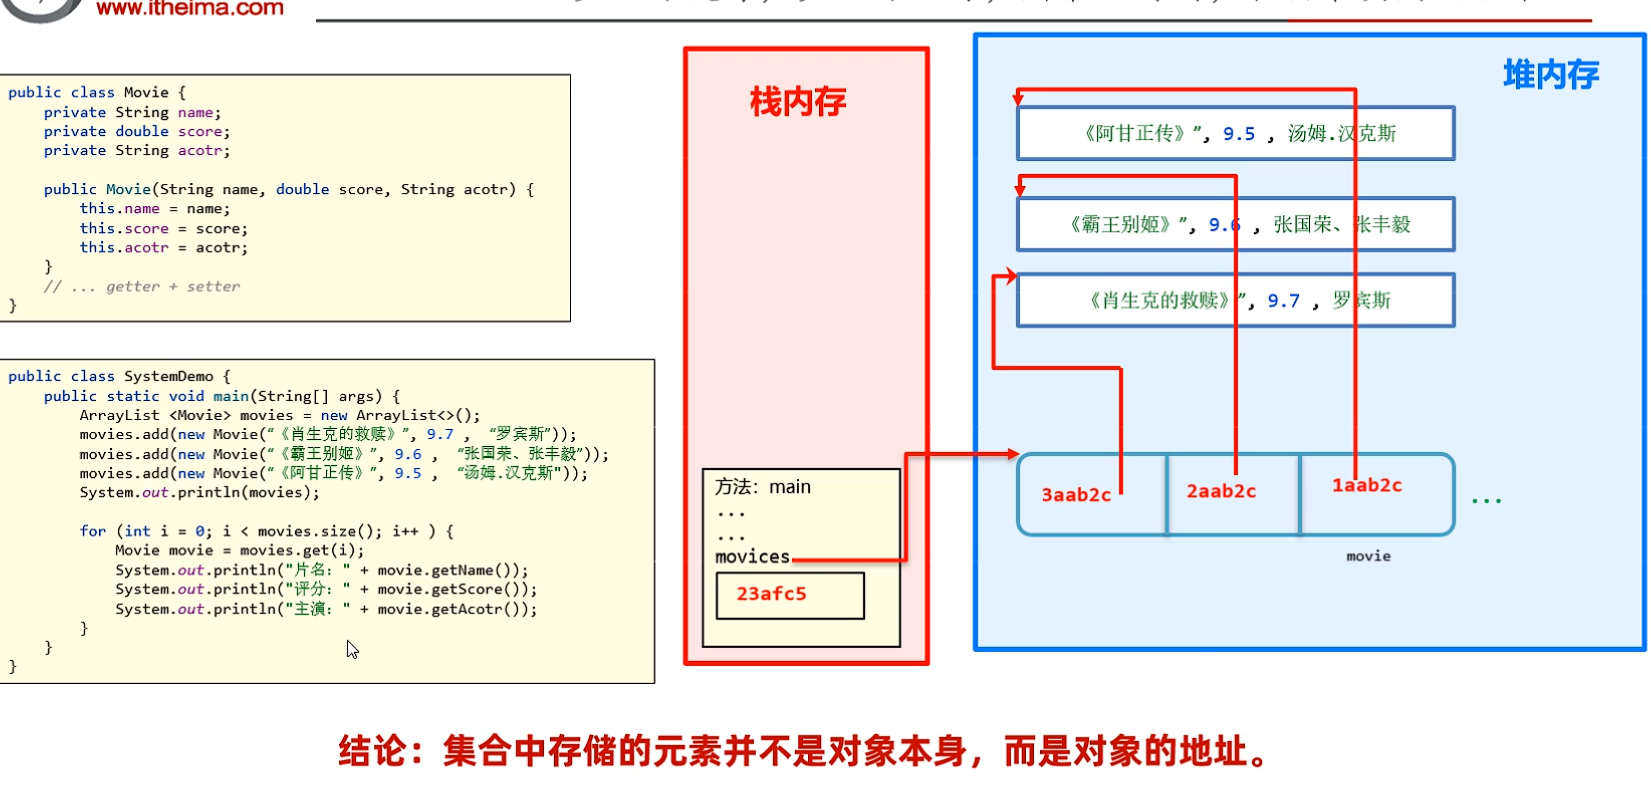 www.itheima.com
public class Movie {
private String name;
private double score;
private String acotr;
public Movie(String name, double score, String acotr) {
this.name = name;
this.score = score;
this.acotr = acotr;
}
// ... getter + setter
}
public class SystemDemo {
public static void main(String[] args) {
ArrayList <Movie> movies = new ArrayList<>();
movies.add(new Movie(“《肖生克的救赎》”, 9.7 , “罗宾斯”));
movies.add(new Movie(“《霸王别姬》”, 9.6 , “张国荣、张丰毅”));
movies.add(new Movie(“《阿甘正传》”, 9.5 , “汤姆.汉克斯"));
System.out.println(movies);
for (int i = 0; i < movies.size(); i++ ) {
Movie movie = movies.get(i);
System.out.println("片名：" + movie.getName());
System.out.println("评分：" + movie.getScore());
System.out.println("主演：" + movie.getAcotr());
}
}
}
栈内存
方法：main
...
...
movices
23afc5
堆内存
《阿甘正传》”, 9.5 , 汤姆.汉克斯
《霸王别姬》”, 9.6 , 张国荣、张丰毅
《肖生克的救赎》”, 9.7 , 罗宾斯
3aab2c 2aab2c 1aab2c ...
movie
结论：集合中存储的元素并不是对象本身，而是对象的地址。